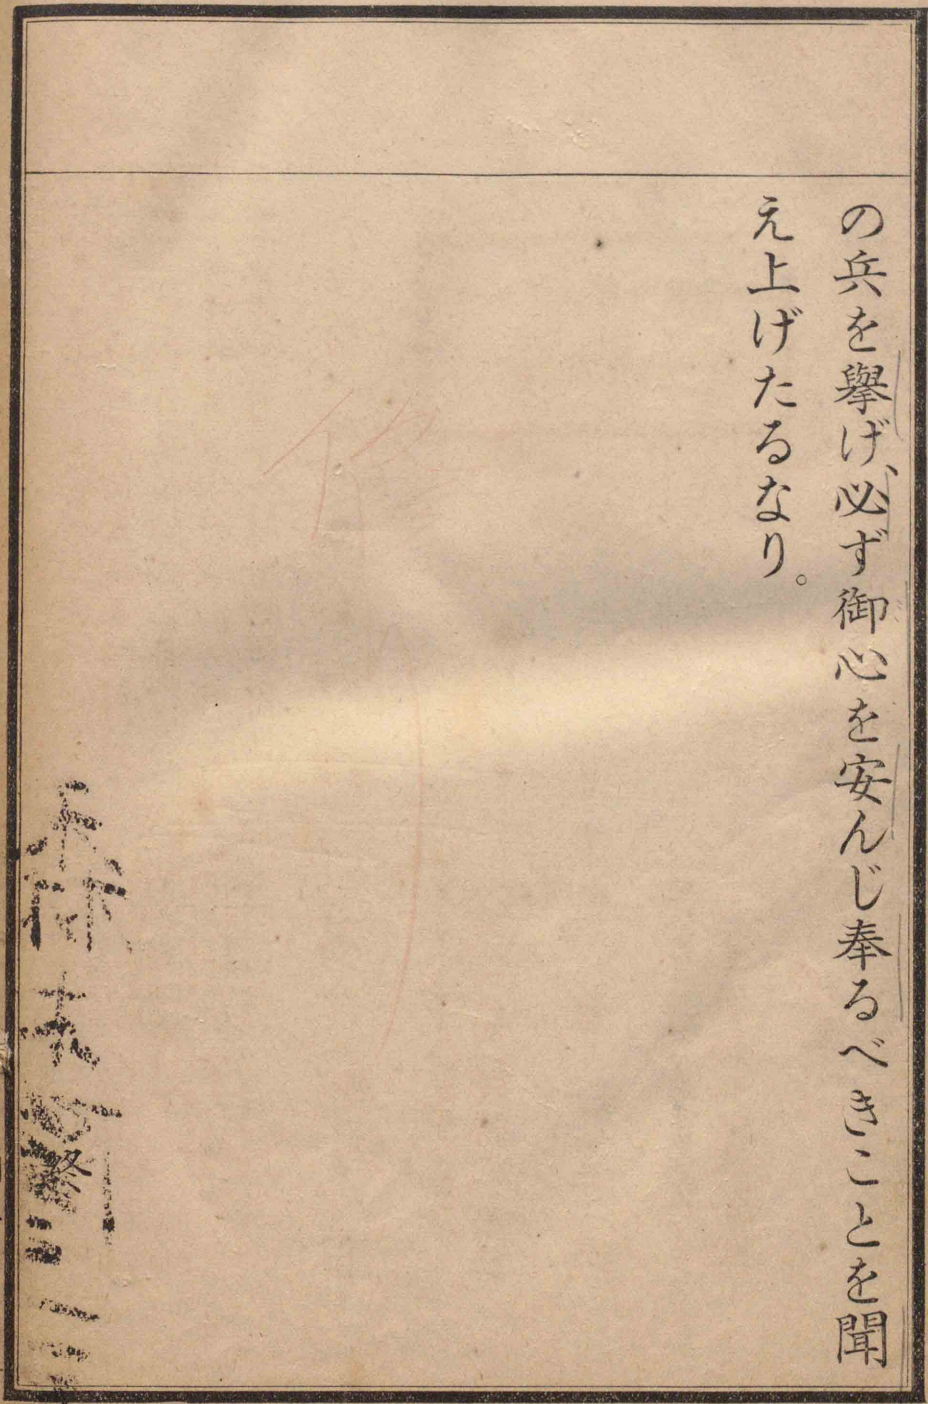 の兵を擧げ、必ず御心を安んじ奉るべきことを聞
え上げたるなり。
終